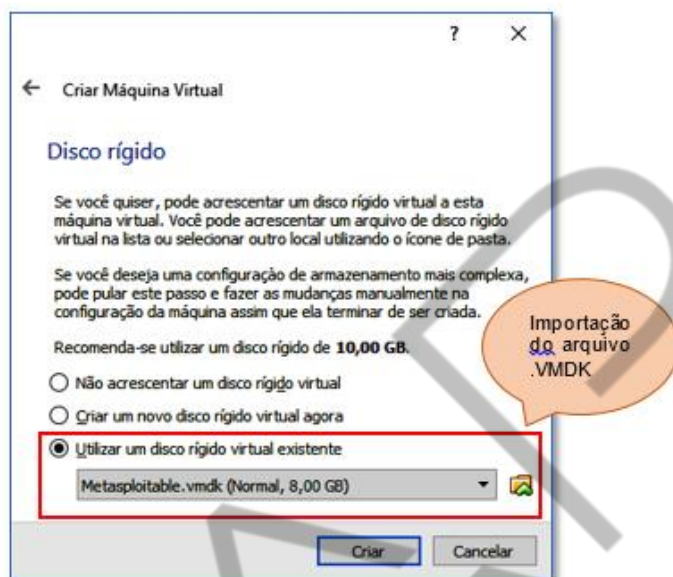 ?
Criar Máquina Virtual
Disco rígido
Se você quiser, pode acrescentar um disco rígido virtual a esta
máquina virtual. Você pode acrescentar um arquivo de disco rígido
virtual na lista ou selecionar outro local utilizando o ícone de pasta.
Se você deseja uma configuração de armazenamento mais complexa,
pode pular este passo e fazer as mudanças manualmente na
configuração da máquina assim que ela terminar de ser criada.
Recomenda-se utilizar um disco rígido de 10,00 GB.
Não acrescentar um disco rígido virtual
Criar um novo disco rígido virtual agora
Utilizar um disco rígido virtual existente
Metasploitable.vmdk (Normal, 8,00 GB)
Criar Cancelar
Importação
do arquivo
.VMDK